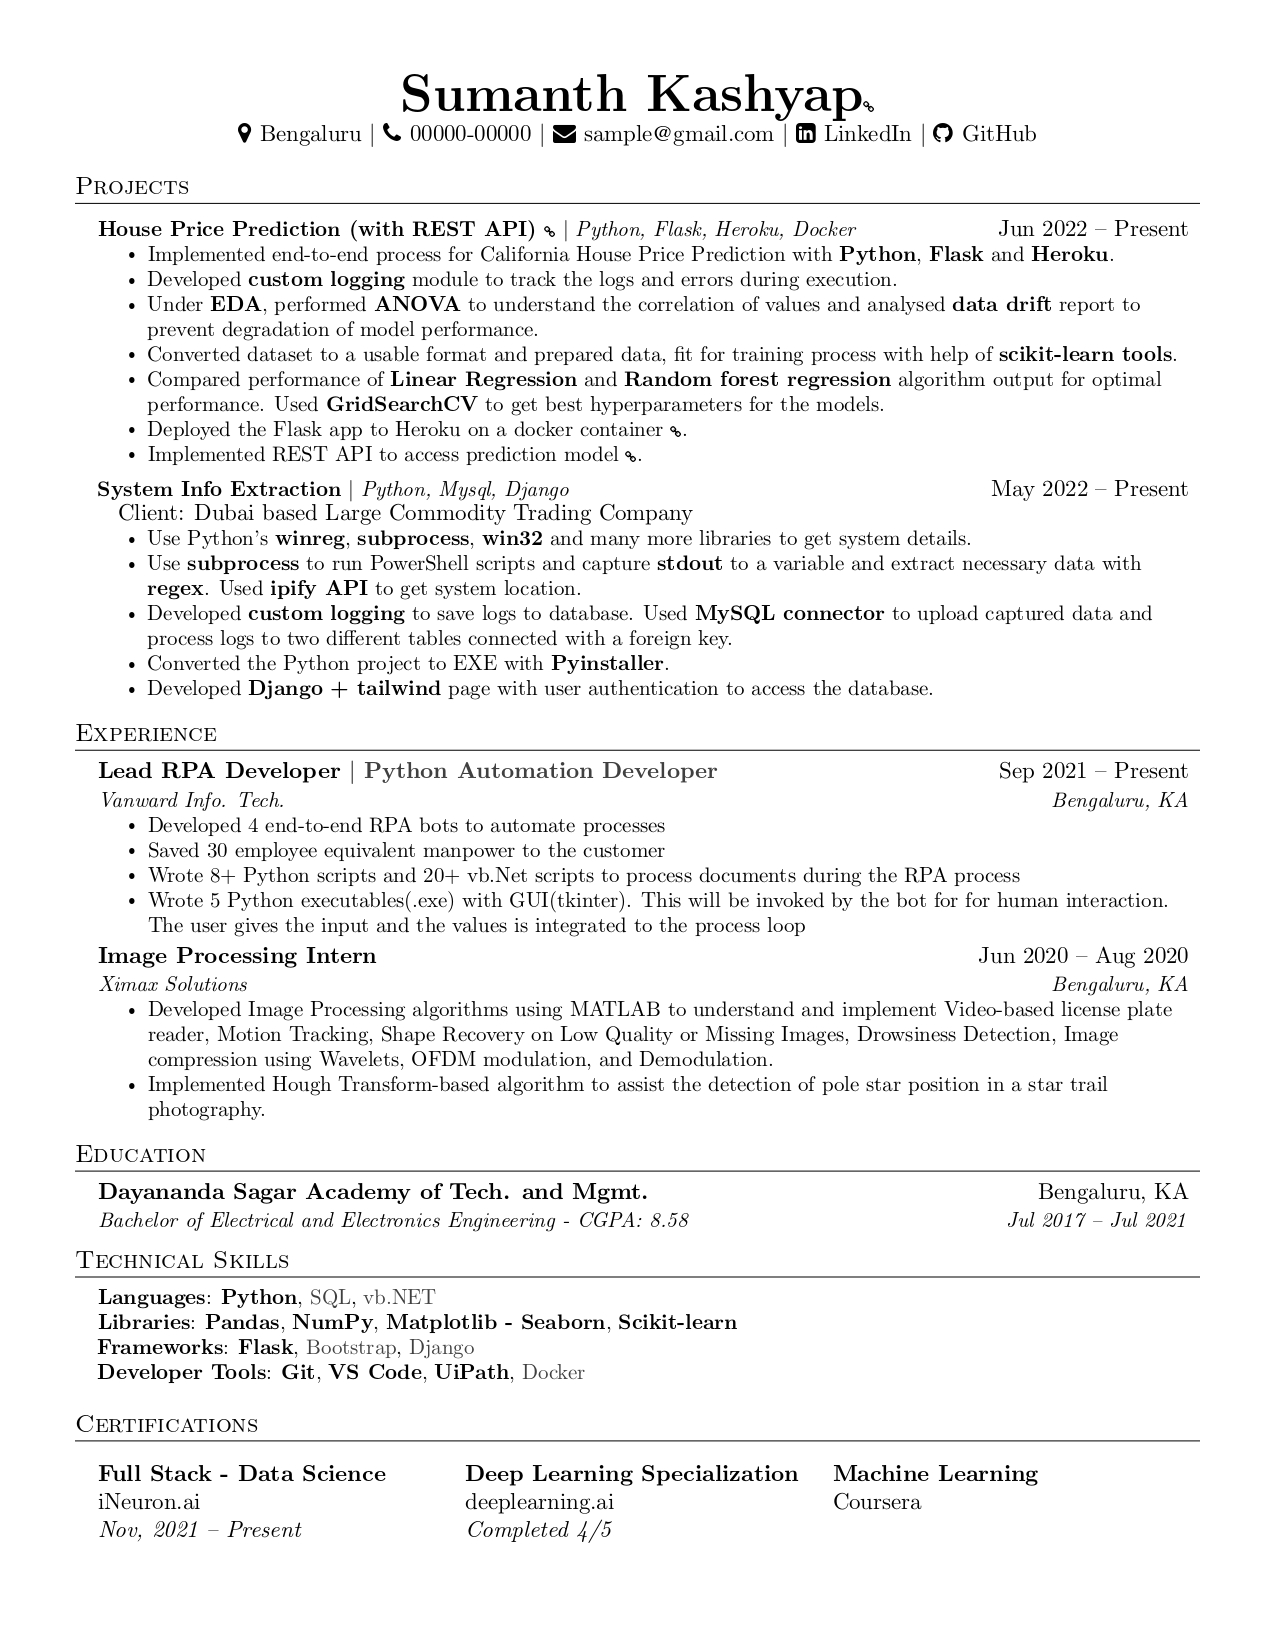 Sumanth Kashyap
Bengaluru | 00000-00000 | sample@gmail.com | LinkedIn | GitHub
Projects
House Price Prediction (with REST API) | Python, Flask, Heroku, Docker Jun 2022 – Present
• Implemented end-to-end process for California House Price Prediction with Python, Flask and Heroku.
• Developed custom logging module to track the logs and errors during execution.
• Under EDA, performed ANOVA to understand the correlation of values and analysed data drift report to
prevent degradation of model performance.
• Converted dataset to a usable format and prepared data, fit for training process with help of scikit-learn tools.
• Compared performance of Linear Regression and Random forest regression algorithm output for optimal
performance. Used GridSearchCV to get best hyperparameters for the models.
• Deployed the Flask app to Heroku on a docker container .
• Implemented REST API to access prediction model .
System Info Extraction | Python, Mysql, Django May 2022 – Present
Client: Dubai based Large Commodity Trading Company
• Use Python's winreg, subprocess, win32 and many more libraries to get system details.
• Use subprocess to run PowerShell scripts and capture stdout to a variable and extract necessary data with
regex. Used ipify API to get system location.
• Developed custom logging to save logs to database. Used MySQL connector to upload captured data and
process logs to two different tables connected with a foreign key.
• Converted the Python project to EXE with Pyinstaller.
• Developed Django + tailwind page with user authentication to access the database.
Experience
Lead RPA Developer | Python Automation Developer Sep 2021 – Present
Vanward Info. Tech. Bengaluru, KA
• Developed 4 end-to-end RPA bots to automate processes
• Saved 30 employee equivalent manpower to the customer
• Wrote 8+ Python scripts and 20+ vb.Net scripts to process documents during the RPA process
• Wrote 5 Python executables(.exe) with GUI(tkinter). This will be invoked by the bot for for human interaction.
The user gives the input and the values is integrated to the process loop
Image Processing Intern Jun 2020 – Aug 2020
Ximax Solutions Bengaluru, KA
• Developed Image Processing algorithms using MATLAB to understand and implement Video-based license plate
reader, Motion Tracking, Shape Recovery on Low Quality or Missing Images, Drowsiness Detection, Image
compression using Wavelets, OFDM modulation, and Demodulation.
• Implemented Hough Transform-based algorithm to assist the detection of pole star position in a star trail
photography.
Education
Dayananda Sagar Academy of Tech. and Mgmt. Bengaluru, KA
Bachelor of Electrical and Electronics Engineering - CGPA: 8.58 Jul 2017 – Jul 2021
Technical Skills
Languages: Python, SQL, vb.NET
Libraries: Pandas, NumPy, Matplotlib - Seaborn, Scikit-learn
Frameworks: Flask, Bootstrap, Django
Developer Tools: Git, VS Code, UiPath, Docker
Certifications
Full Stack - Data Science
iNeuron.ai
Nov, 2021 – Present
Deep Learning Specialization
deeplearning.ai
Completed 4/5
Machine Learning
Coursera